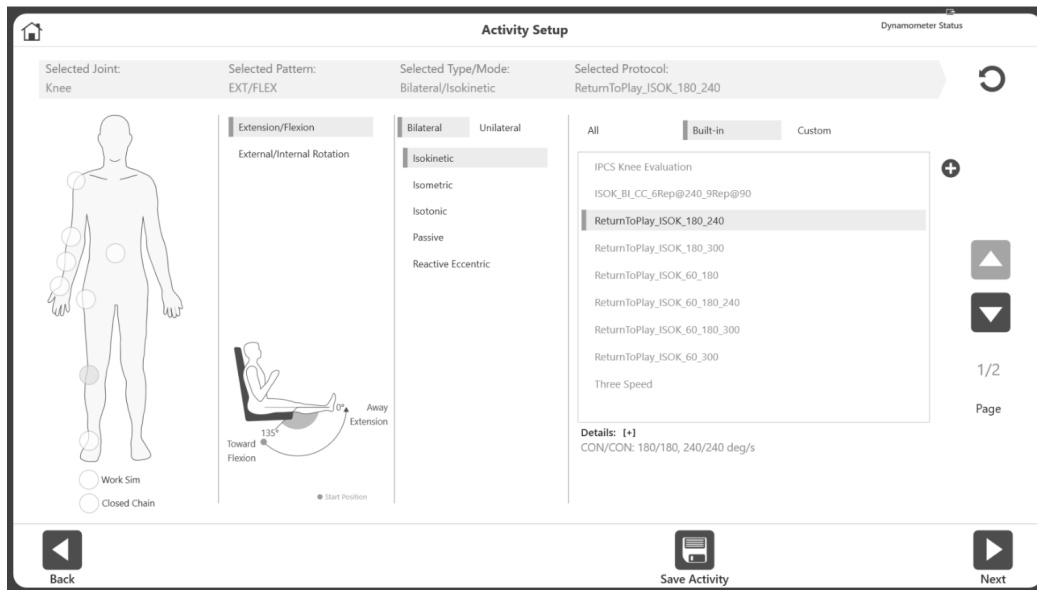 Activity Setup
Dynamometer Status
Selected Joint:
Knee
Selected Pattern:
EXT/FLEX
Selected Type/Mode:
Bilateral/Isokinetic
Selected Protocol:
ReturnToPlay_ISOK_180_240
Extension/Flexion
External/Internal Rotation
Bilateral
Unilateral
Isokinetic
Isometric
Isotonic
Passive
Reactive Eccentric
All
Built-in
Custom
IPCS Knee Evaluation
ISOK_BI_CC_6Rep@240_9Rep@90
ReturnToPlay_ISOK_180_240
ReturnToPlay_ISOK_180_300
ReturnToPlay_ISOK_60_180
ReturnToPlay_ISOK_60_180_240
ReturnToPlay_ISOK_60_180_300
ReturnToPlay_ISOK_60_300
Three Speed
1/2
Page
0°
Away
Extension
135°
Toward
Flexion
Start Position
Details: [+]
CON/CON: 180/180, 240/240 deg/s
Work Sim
Closed Chain
Back
Save Activity
Next